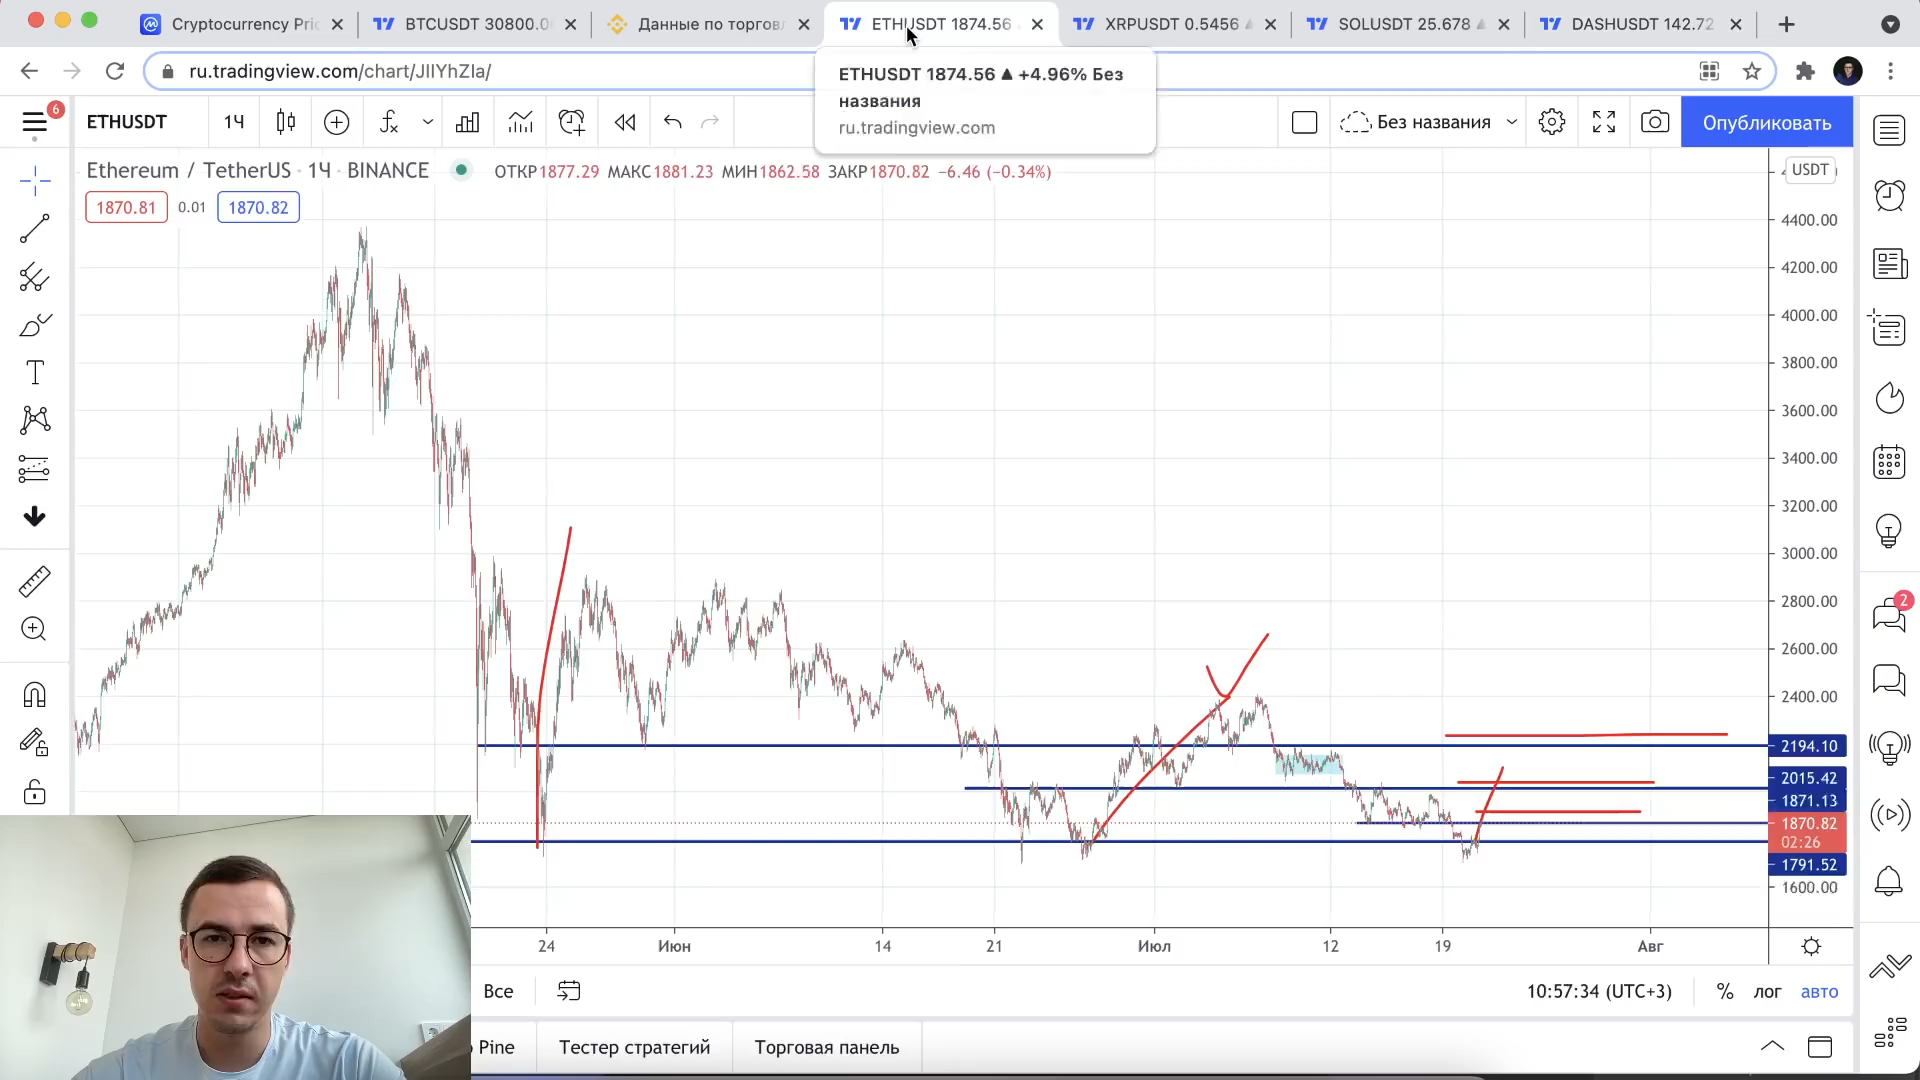 Cryptocurrency Pri
BTCUSDT 30800.0
Данные по торгов
ETHUSDT 1874.56
XRPUSDT 0.5456
SOLUSDT 25.678
DASHUSDT 142.72
ru.tradingview.com/chart/JIIYhZla/
ETHUSDT 1874.56 ▲ +4.96% Без
названия
ru.tradingview.com
6
ETHUSDT
1Ч
Без названия
Опубликовать
Ethereum / TetherUS · 1Ч · BINANCE
ОТКР1877.29 МАКС1881.23 МИН1862.58 ЗАКР1870.82 −6.46 (−0.34%)
USDT
1870.81
0.01
1870.82
4400.00
4200.00
4000.00
3800.00
3600.00
3400.00
3200.00
3000.00
2800.00
2600.00
2400.00
2194.10
2015.42
1871.13
1870.82
02:26
1791.52
1600.00
2
24
Июн
14
21
Июл
12
19
Авг
Все
10:57:34 (UTC+3)
%
лог
авто
Pine
Тестер стратегий
Торговая панель